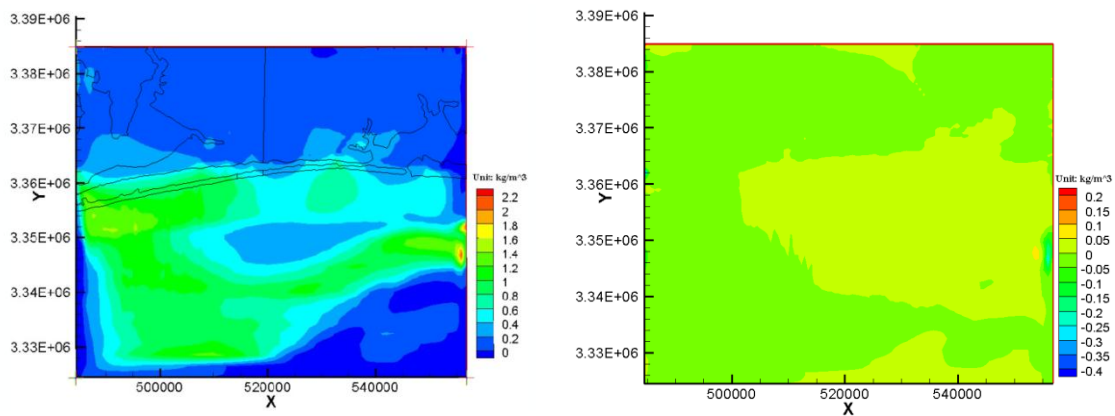 3.39E+06
3.38E+06
3.37E+06
3.36E+06
Y
3.35E+06
3.34E+06
3.33E+06
500000
520000
540000
X
Unit: kg/m^3
2.2
2
1.8
1.6
1.4
1.2
1
0.8
0.6
0.4
0.2
0
3.39E+06
3.38E+06
3.37E+06
3.36E+06
Y
3.35E+06
3.34E+06
3.33E+06
500000
520000
540000
X
Unit: kg/m^3
0.2
0.15
0.1
0.05
0
-0.05
-0.1
-0.15
-0.2
-0.25
-0.3
-0.35
-0.4